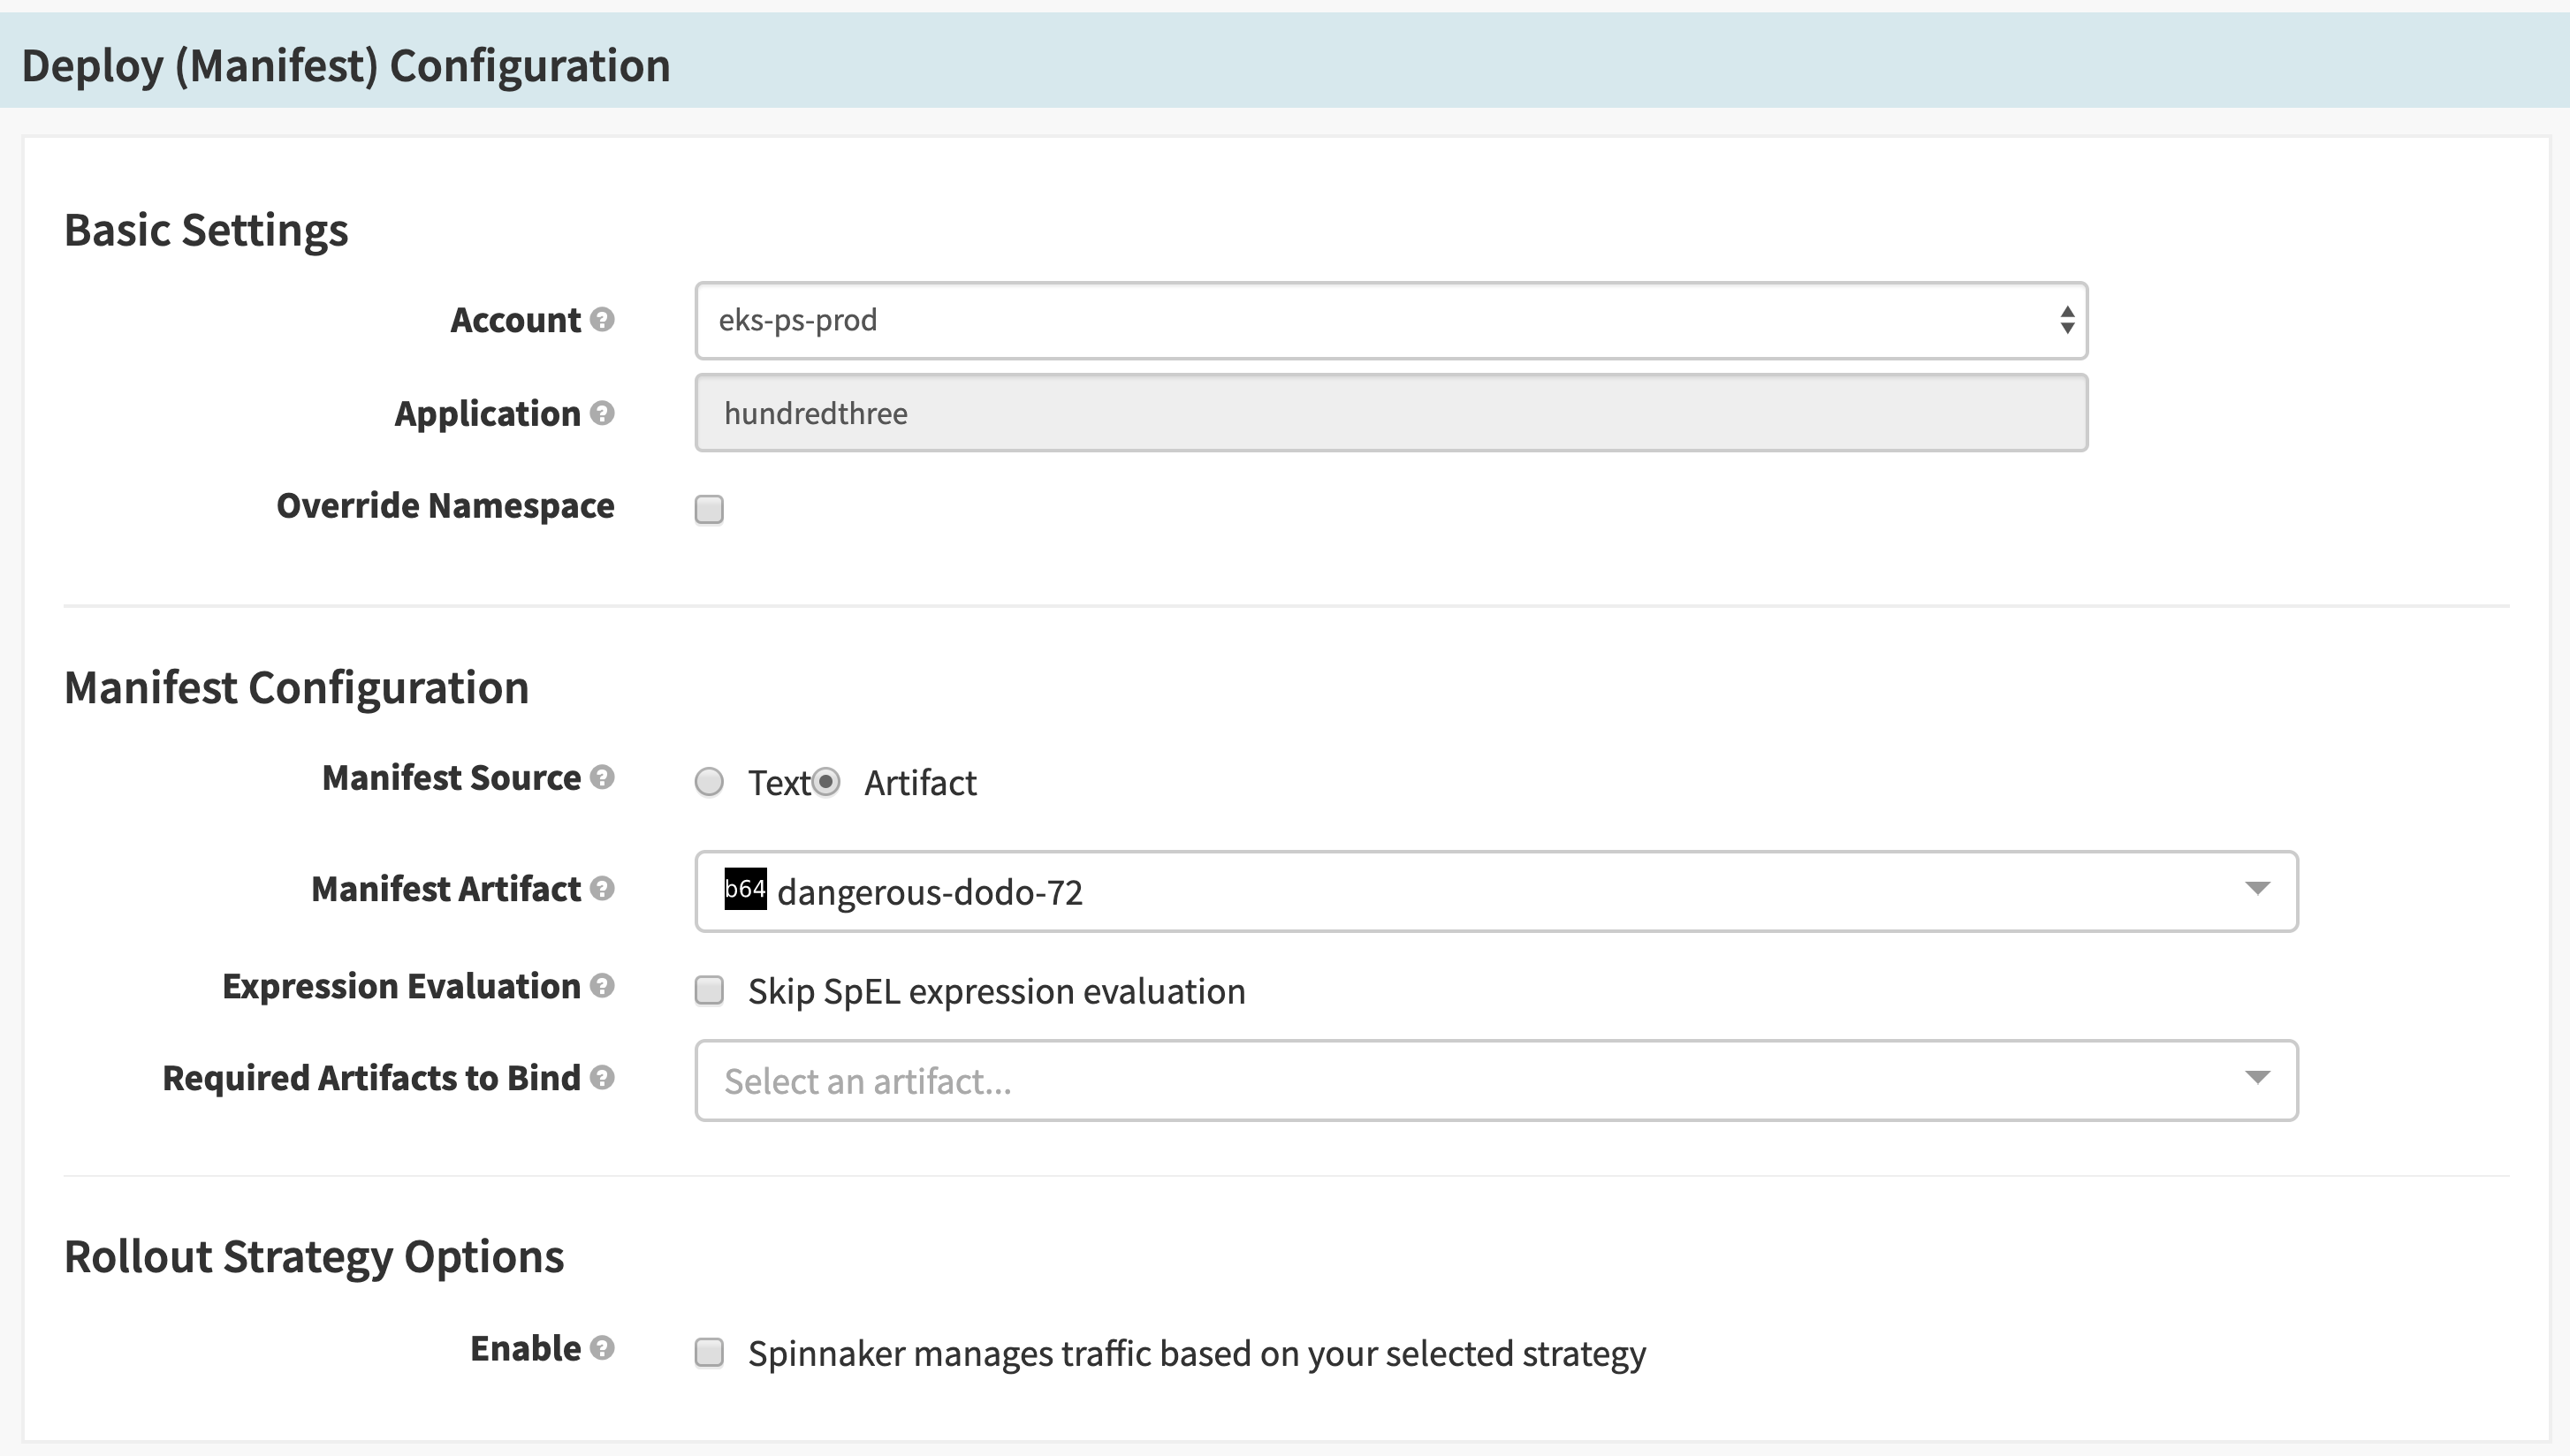 Deploy (Manifest) Configuration
Basic Settings
Account ?
eks-ps-prod
Application ?
hundredthree
Override Namespace
Manifest Configuration
Manifest Source ?
Text Artifact
Manifest Artifact ?
b64 dangerous-dodo-72
Expression Evaluation ?
Skip SpEL expression evaluation
Required Artifacts to Bind ?
Select an artifact...
Rollout Strategy Options
Enable ?
Spinnaker manages traffic based on your selected strategy